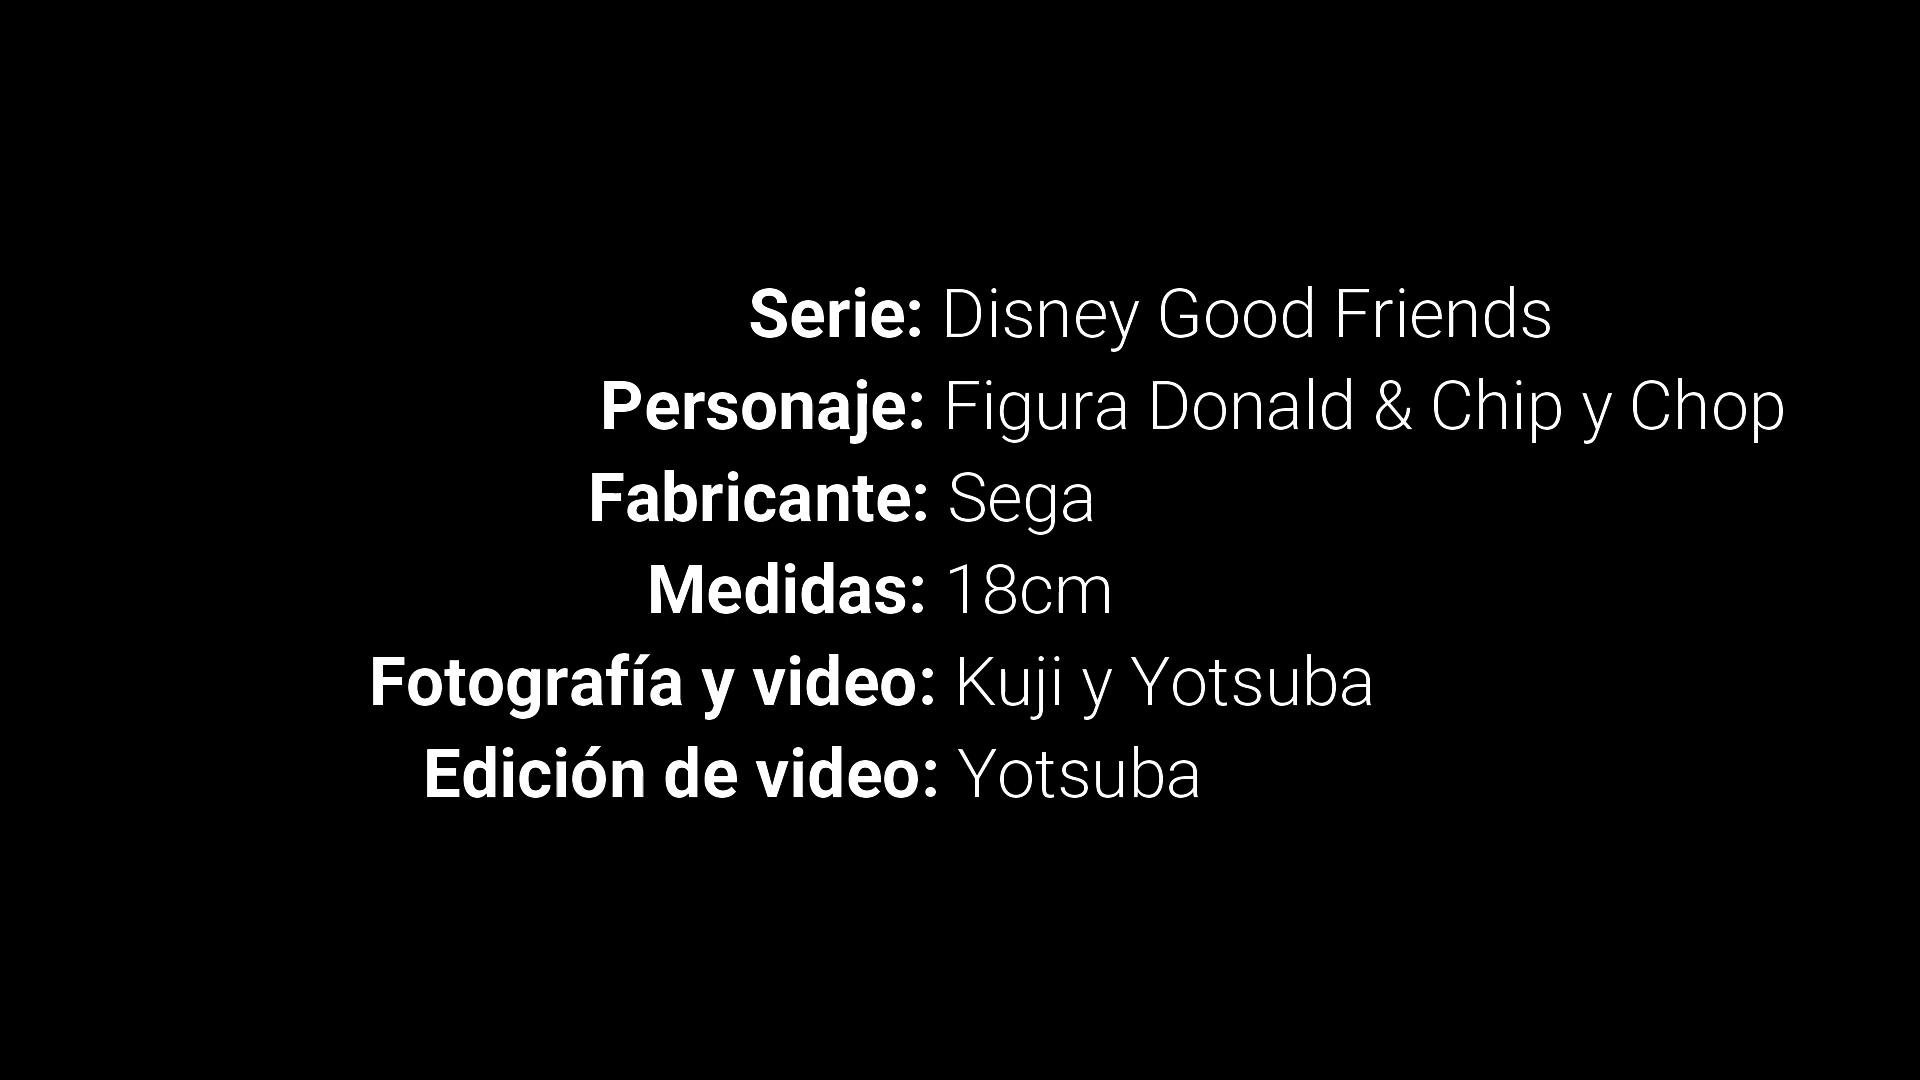 Serie: Disney Good Friends
Personaje: Figura Donald & Chip y Chop
Fabricante: Sega
Medidas: 18cm
Fotografía y video: Kuji y Yotsuba
Edición de video: Yotsuba